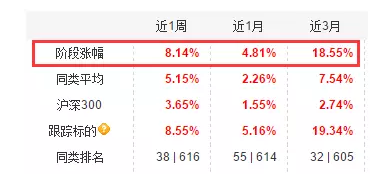 近1周 近1月 近3月
阶段涨幅 8.14% 4.81% 18.55%
同类平均 5.15% 2.26% 7.54%
沪深300 3.65% 1.55% 2.74%
跟踪标的? 8.55% 5.16% 19.34%
同类排名 38 | 616 55 | 614 32 | 605